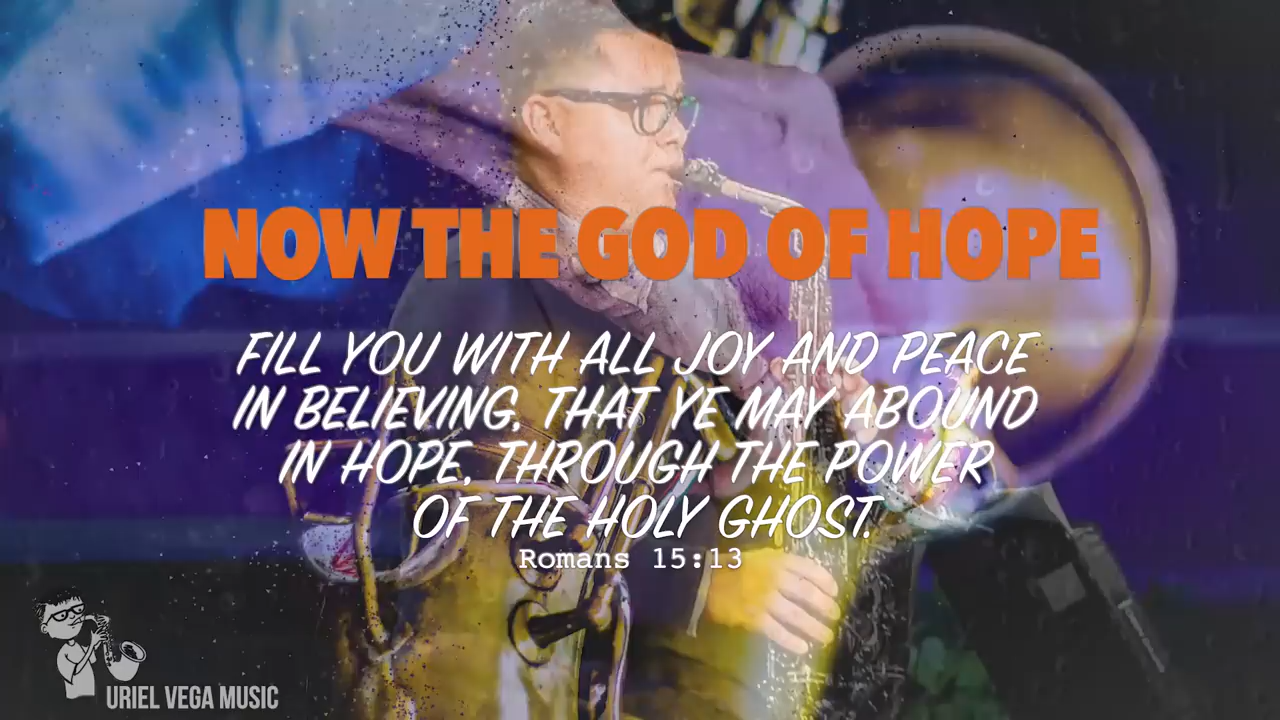 NOW THE GOD OF HOPE
FILL YOU WITH ALL JOY AND PEACE
IN BELIEVING, THAT YE MAY ABOUND
IN HOPE, THROUGH THE POWER
OF THE HOLY GHOST.
Romans 15:13
URIEL VEGA MUSIC